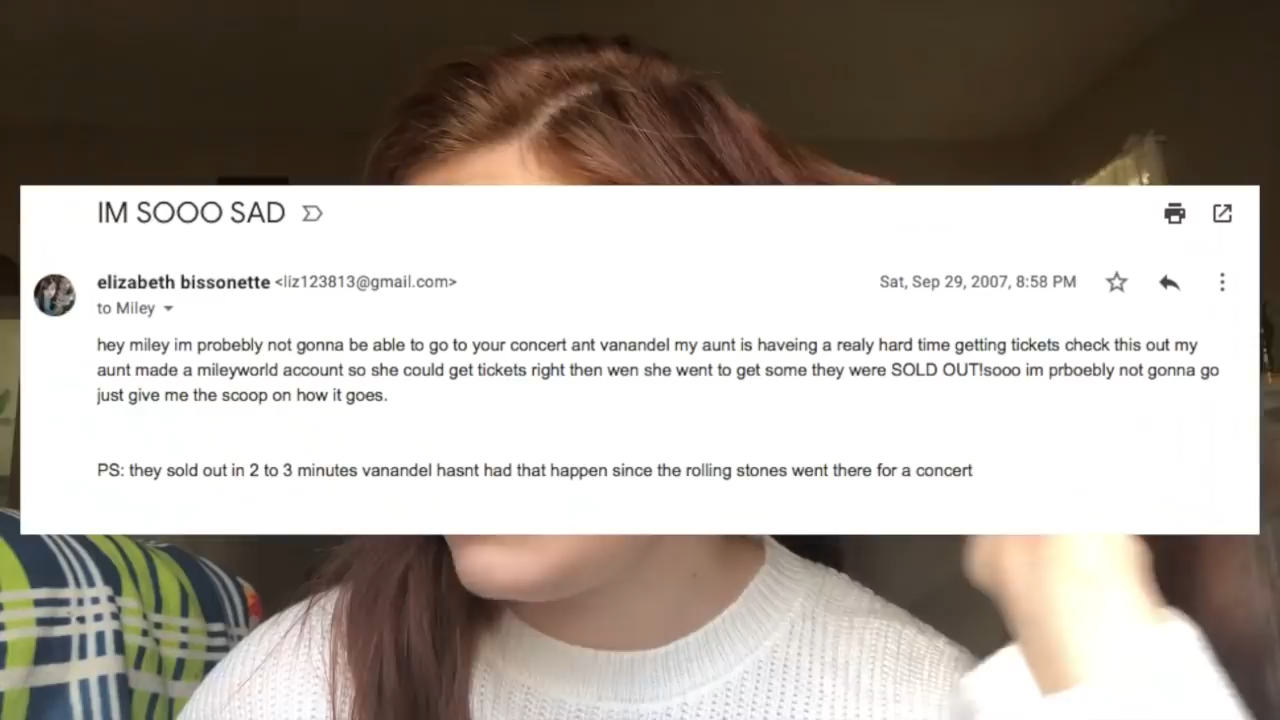 IM SOOO SAD
elizabeth bissonette <liz123813@gmail.com>
Sat, Sep 29, 2007, 8:58 PM
to Miley
hey miley im probebly not gonna be able to go to your concert ant vanandel my aunt is haveing a realy hard time getting tickets check this out my
aunt made a mileyworld account so she could get tickets right then wen she went to get some they were SOLD OUT!sooo im prboebly not gonna go
just give me the scoop on how it goes.
PS: they sold out in 2 to 3 minutes vanandel hasnt had that happen since the rolling stones went there for a concert